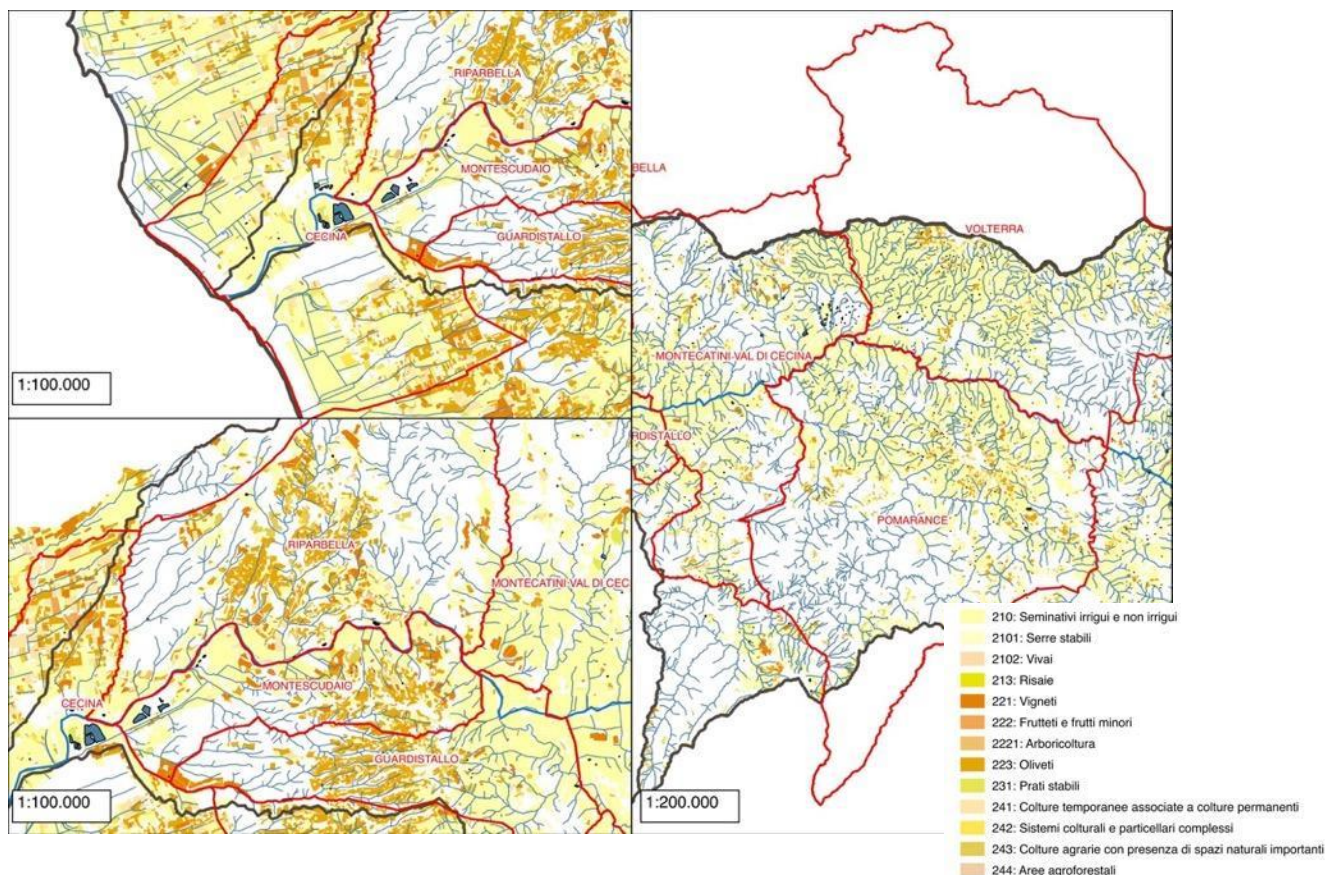 RIPARBELLA
MONTESCUDAIO
CECINA
GUARDISTALLO
1:100.000
BELLA
VOLTERRA
MONTECATINI VAL DI CECINA
RDISTALLO
POMARANCE
1:200.000
RIPARBELLA
MONTECATINI VAL DI CECI
MONTESCUDAIO
CECINA
GUARDISTALLO
1:100.000
210: Seminativi irrigui e non irrigui
2101: Serre stabili
2102: Vivai
213: Risaie
221: Vigneti
222: Frutteti e frutti minori
2221: Arboricoltura
223: Oliveti
231: Prati stabili
241: Colture temporanee associate a colture permanenti
242: Sistemi colturali e particellari complessi
243: Colture agrarie con presenza di spazi naturali importanti
244: Aree agroforestali